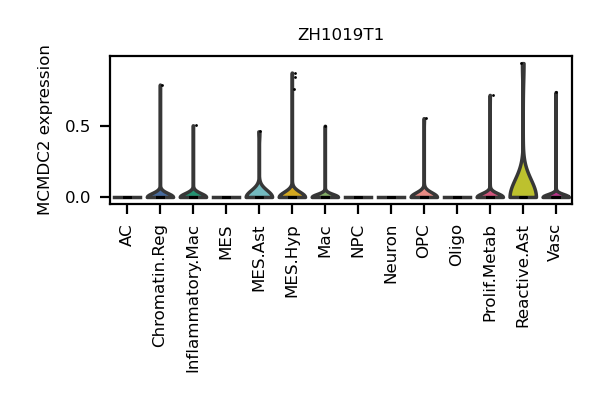 ZH1019T1
MCMDC2 expression
0.5
0.0
AC
Chromatin.Reg
Inflammatory.Mac
MES
MES.Ast
MES.Hyp
Mac
NPC
Neuron
OPC
Oligo
Prolif.Metab
Reactive.Ast
Vasc